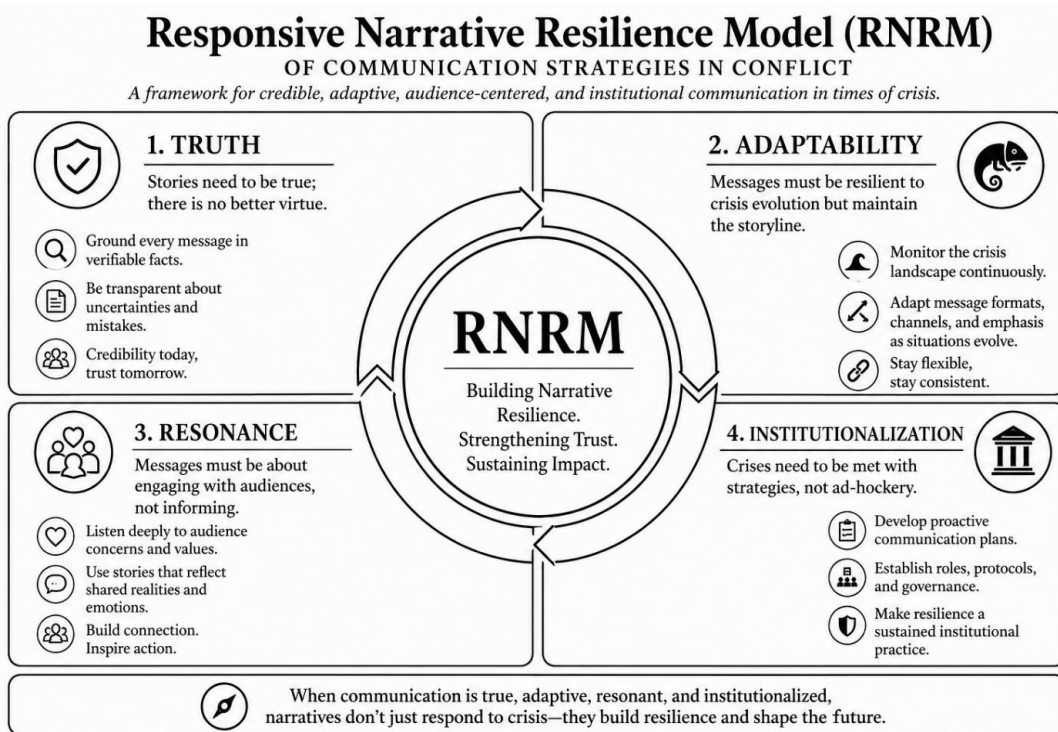 Responsive Narrative Resilience Model (RNRM)
OF COMMUNICATION STRATEGIES IN CONFLICT
A framework for credible, adaptive, audience-centered, and institutional communication in times of crisis.
1. TRUTH
Stories need to be true;
there is no better virtue.
Ground every message in
verifiable facts.
Be transparent about
uncertainties and
mistakes.
Credibility today,
trust tomorrow.
2. ADAPTABILITY
Messages must be resilient to
crisis evolution but maintain
the storyline.
Monitor the crisis
landscape continuously.
Adapt message formats,
channels, and emphasis
as situations evolve.
Stay flexible,
stay consistent.
RNRM
Building Narrative
Resilience.
Strengthening Trust.
Sustaining Impact.
3. RESONANCE
Messages must be about
engaging with audiences,
not informing.
Listen deeply to audience
concerns and values.
Use stories that reflect
shared realities and
emotions.
Build connection.
Inspire action.
4. INSTITUTIONALIZATION
Crises need to be met with
strategies, not ad-hockery.
Develop proactive
communication plans.
Establish roles, protocols,
and governance.
Make resilience a
sustained institutional
practice.
When communication is true, adaptive, resonant, and institutionalized,
narratives don't just respond to crisis—they build resilience and shape the future.